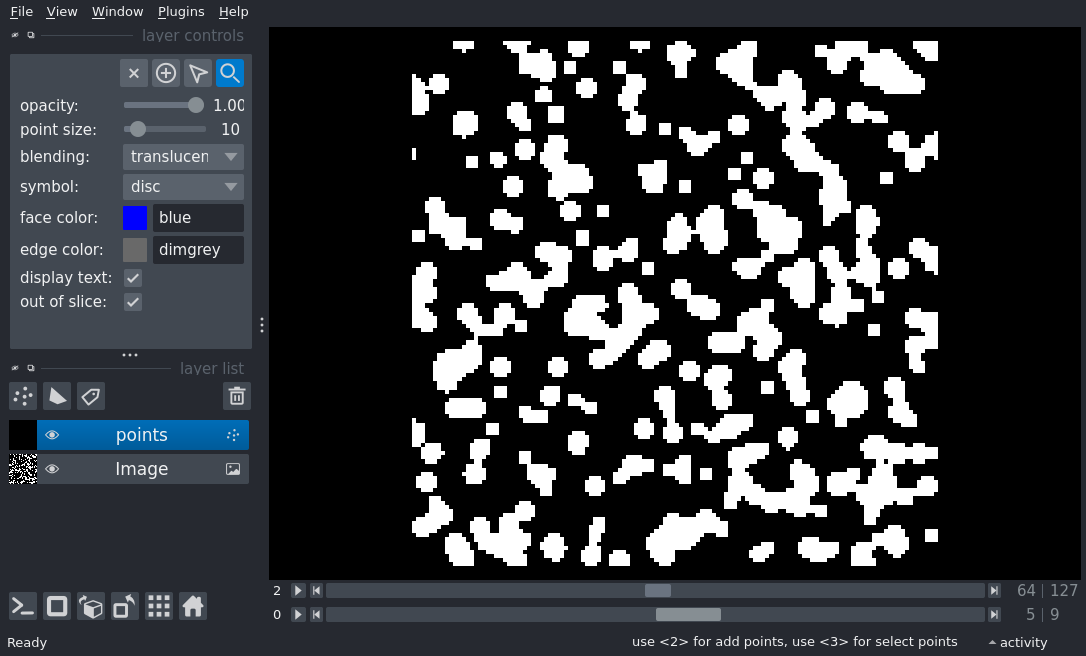 File View Window Plugins Help
layer controls
opacity: 1.00
point size: 10
blending: translucen
symbol: disc
face color: blue
edge color: dimgrey
display text:
out of slice:
layer list
points
Image
2 64 127
0 5 9
Ready use <2> for add points, use <3> for select points activity